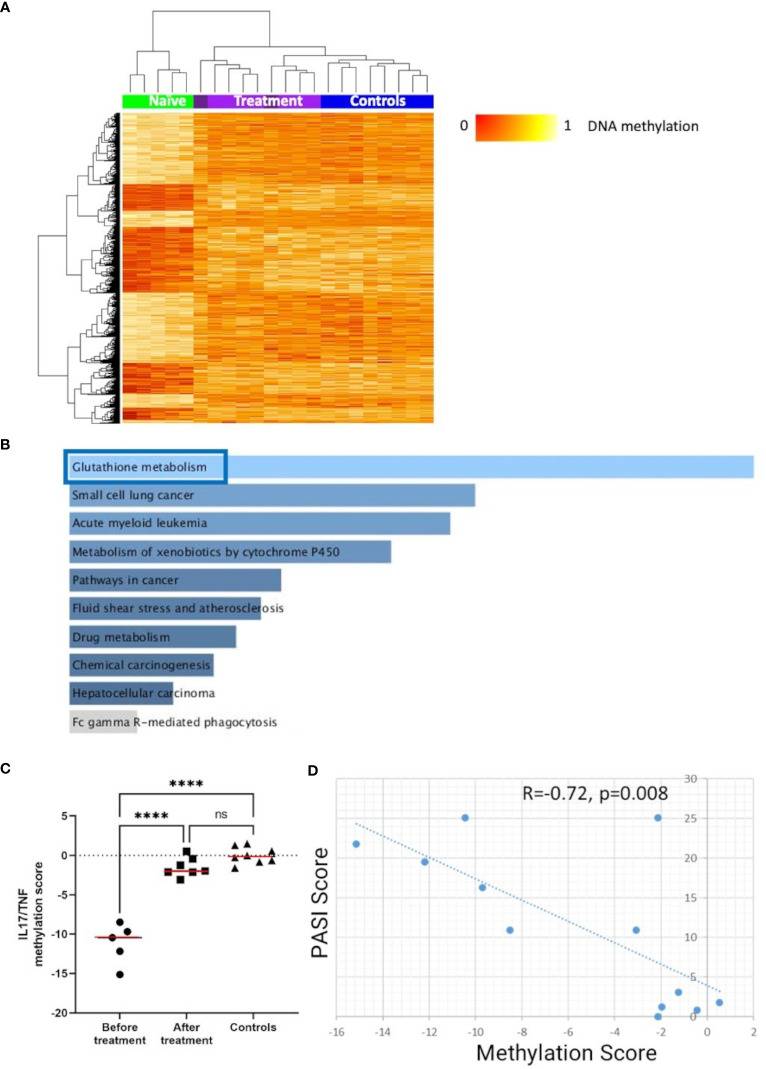 A
Naive Treatment Controls
0 1 DNA methylation
B
Glutathione metabolism
Small cell lung cancer
Acute myeloid leukemia
Metabolism of xenobiotics by cytochrome P450
Pathways in cancer
Fluid shear stress and atherosclerosis
Drug metabolism
Chemical carcinogenesis
Hepatocellular carcinoma
Fc gamma R-mediated phagocytosis
C
****
**** ns
5
0
-5
-10
-15
-20
IL17/TNF
methylation score
Before
treatment
After
treatment
Controls
D
R=-0.72, p=0.008
30
25
20
15
10
5
0
PASI Score
-16 -14 -12 -10 -8 -6 -4 -2 0 2
Methylation Score